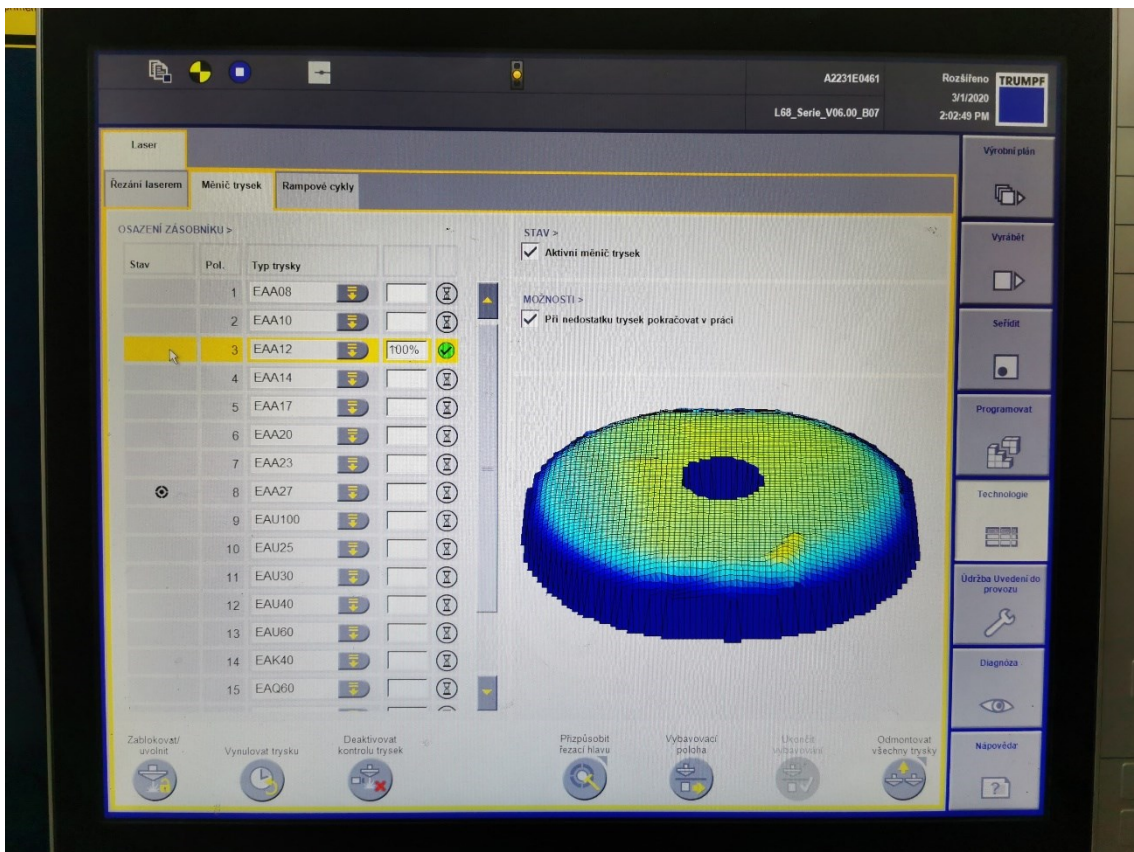 A2231E0461
Rozšířeno
TRUMPF
3/1/2020
L68_Serie_V06.00_B07
2:02:49 PM
Laser
Řezání laserem
Měnič trysek
Rampové cykly
OSAZENÍ ZÁSOBNÍKU >
Stav
Pol.
Typ trysky
1 EAA08
2 EAA10
3 EAA12 100%
4 EAA14
5 EAA17
6 EAA20
7 EAA23
8 EAA27
9 EAU100
10 EAU25
11 EAU30
12 EAU40
13 EAU60
14 EAK40
15 EAQ60
STAV >
Aktivní měnič trysek
MOŽNOSTI >
Při nedostatku trysek pokračovat v práci
Zablokovat/
uvolnit
Vynulovat trysku
Deaktivovat
kontrolu trysek
Přizpůsobit
řezací hlavu
Vybavovací
poloha
Ukončit
vybavování
Odmontovat
všechny trysky
Výrobní plán
Vyrábět
Seřídit
Programovat
Technologie
Údržba Uvedení do
provozu
Diagnóza
Nápověda
?